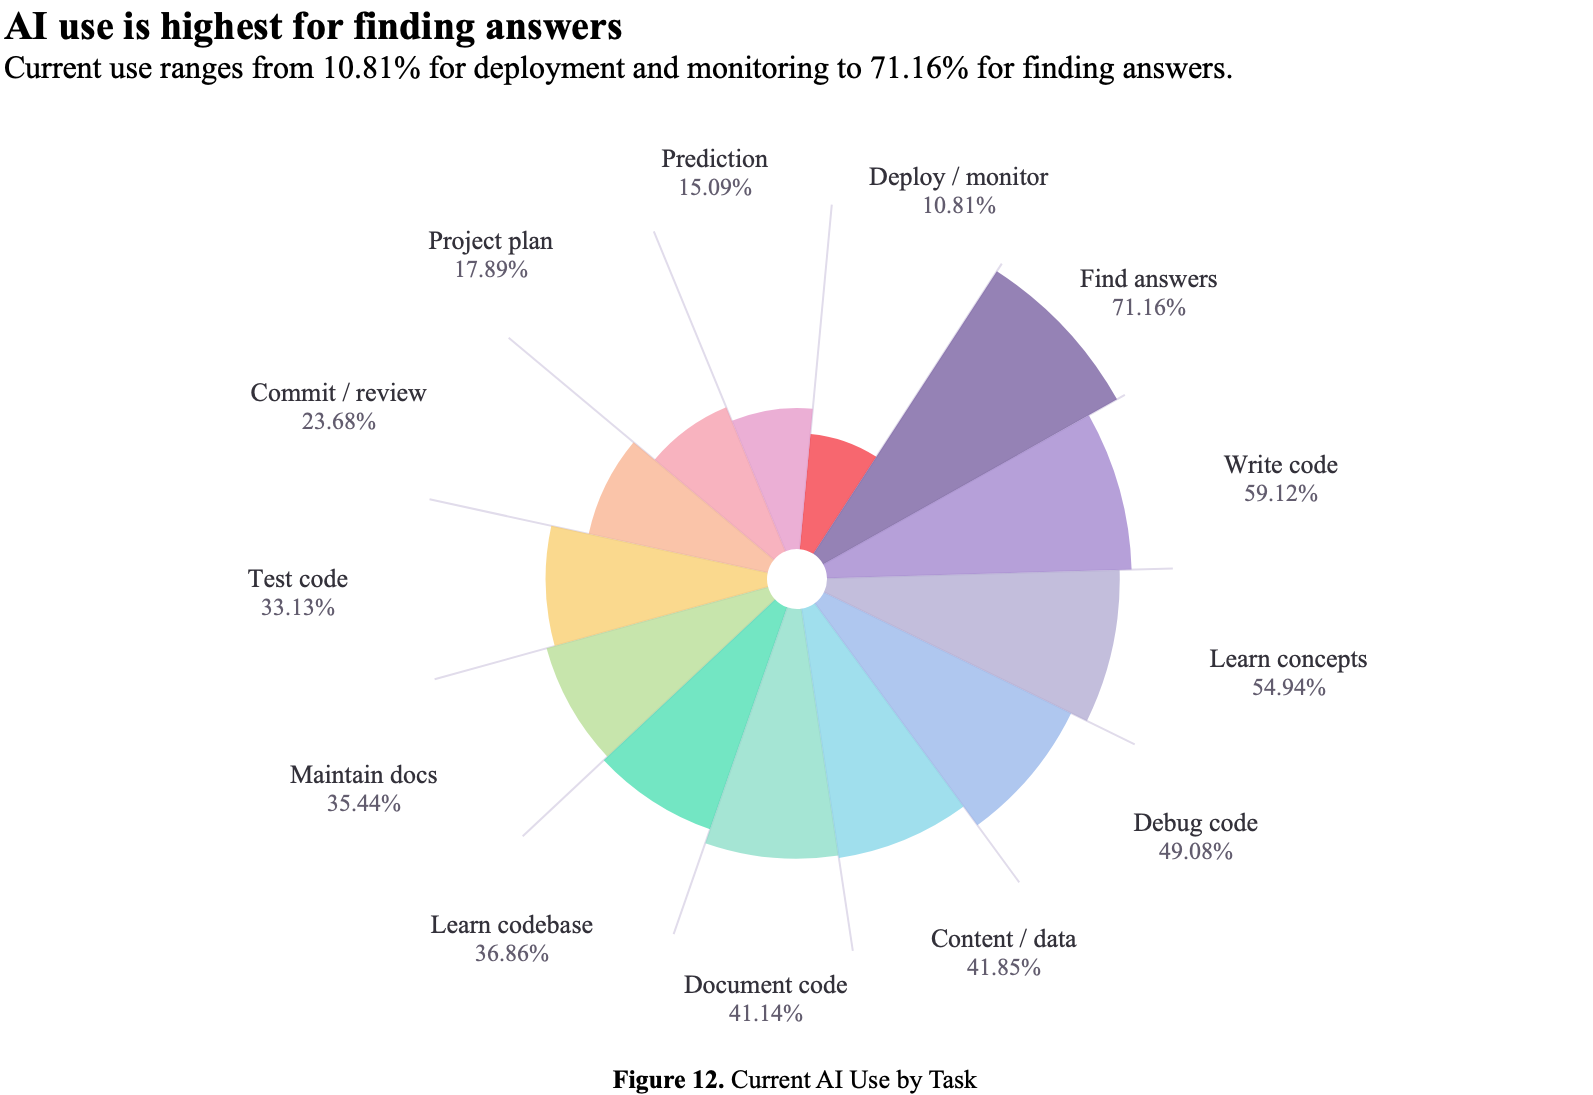 AI use is highest for finding answers
Current use ranges from 10.81% for deployment and monitoring to 71.16% for finding answers.
Prediction
15.09%
Deploy / monitor
10.81%
Project plan
17.89%
Find answers
71.16%
Commit / review
23.68%
Write code
59.12%
Test code
33.13%
Learn concepts
54.94%
Maintain docs
35.44%
Debug code
49.08%
Learn codebase
36.86%
Content / data
41.85%
Document code
41.14%
Figure 12. Current AI Use by Task